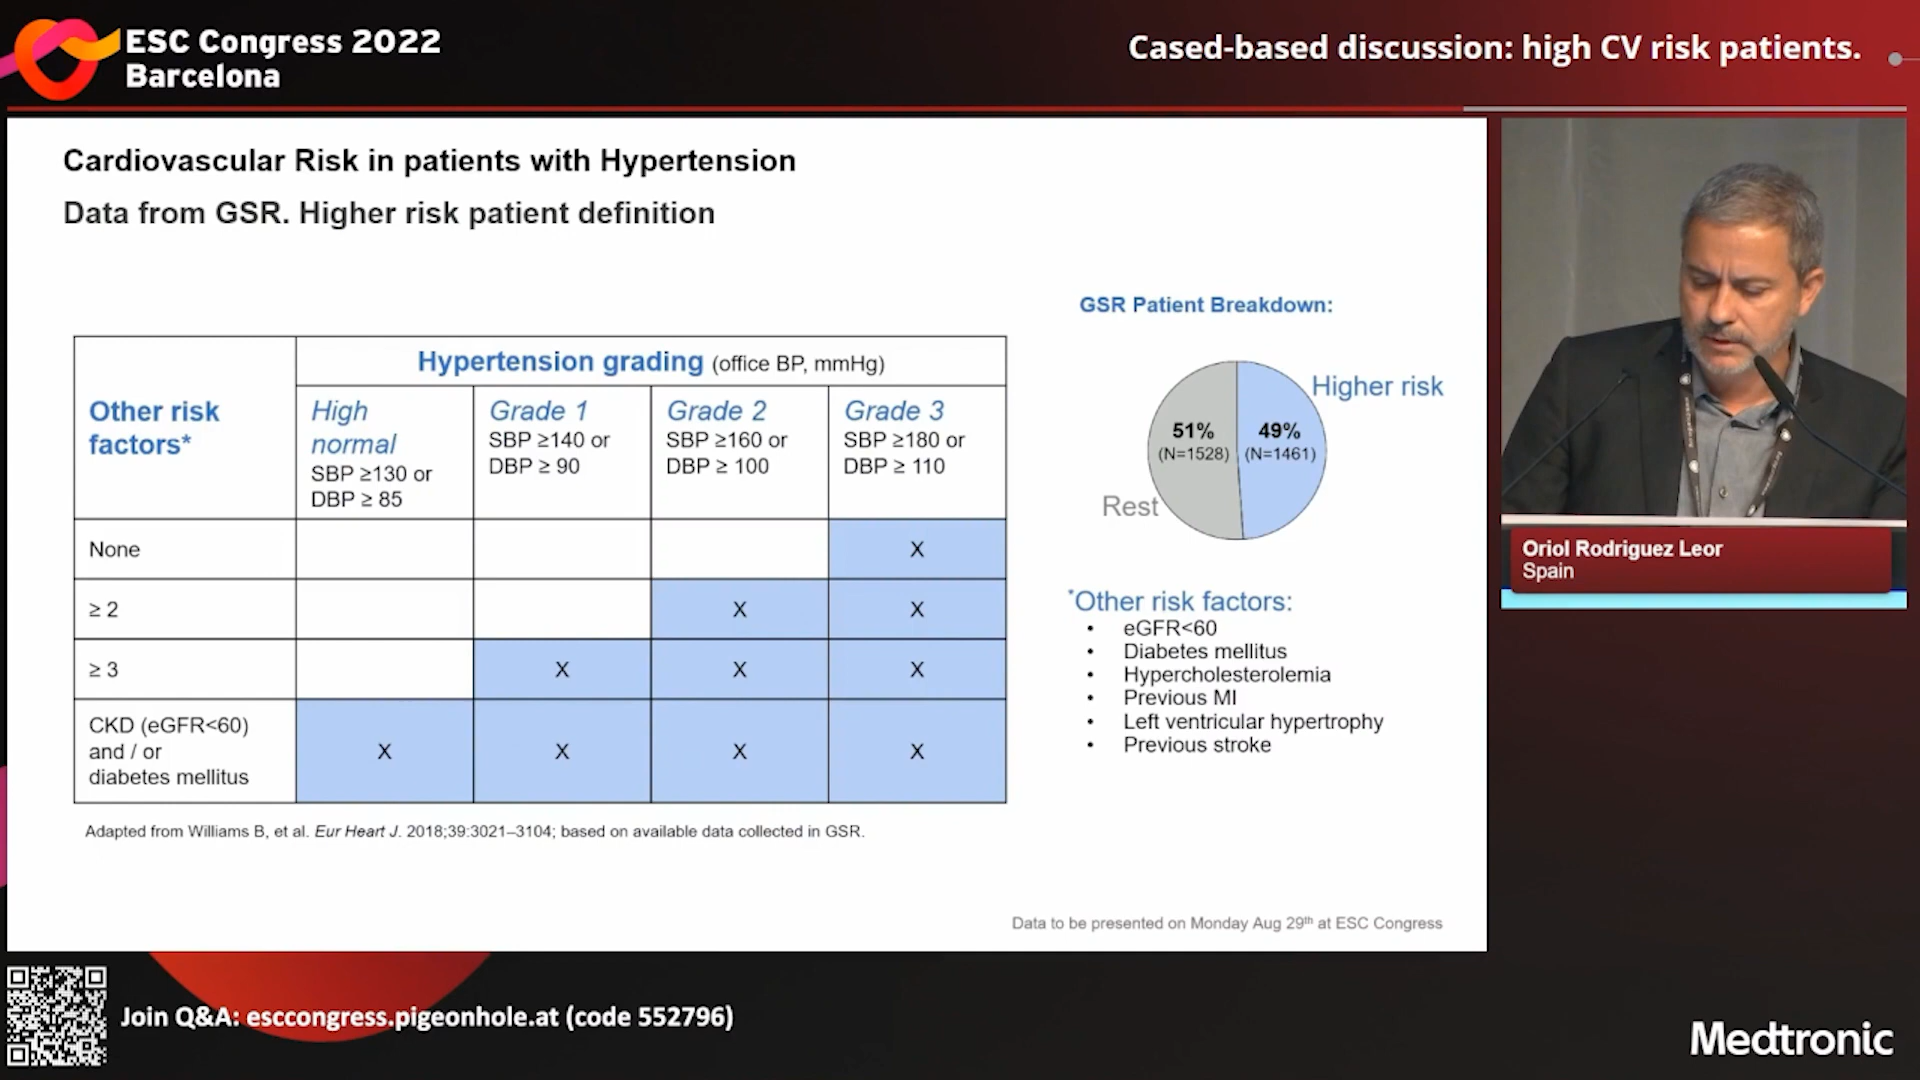 ESC Congress 2022
Barcelona
Cased-based discussion: high CV risk patients.
Cardiovascular Risk in patients with Hypertension
Data from GSR. Higher risk patient definition
Other risk
factors*
Hypertension grading (office BP, mmHg)
High
normal
SBP ≥130 or
DBP ≥ 85
Grade 1
SBP ≥140 or
DBP ≥ 90
Grade 2
SBP ≥160 or
DBP ≥ 100
Grade 3
SBP ≥180 or
DBP ≥ 110
None X
≥ 2 X X
≥ 3 X X X
CKD (eGFR<60)
and / or
diabetes mellitus
X X X X
Adapted from Williams B, et al. Eur Heart J. 2018;39:3021–3104; based on available data collected in GSR.
GSR Patient Breakdown:
Higher risk
51%
(N=1528)
49%
(N=1461)
Rest
*Other risk factors:
• eGFR<60
• Diabetes mellitus
• Hypercholesterolemia
• Previous MI
• Left ventricular hypertrophy
• Previous stroke
Data to be presented on Monday Aug 29th at ESC Congress
Oriol Rodriguez Leor
Spain
Join Q&A: esccongress.pigeonhole.at (code 552796)
Medtronic